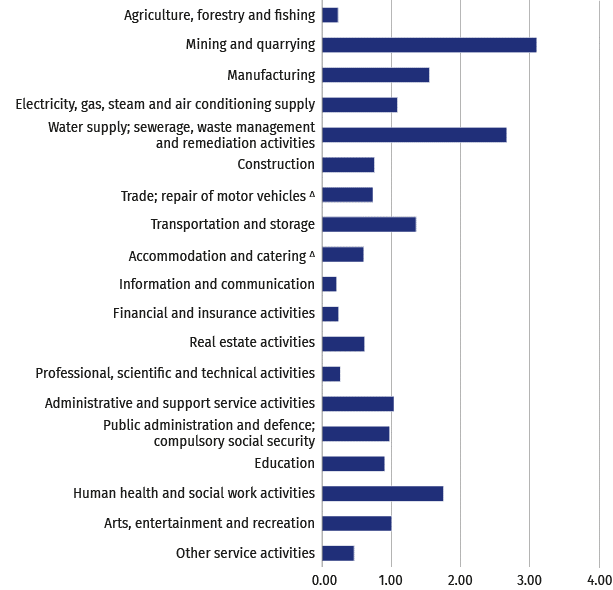 Agriculture, forestry and fishing
Mining and quarrying
Manufacturing
Electricity, gas, steam and air conditioning supply
Water supply; sewerage, waste management
and remediation activities
Construction
Trade; repair of motor vehicles Δ
Transportation and storage
Accommodation and catering Δ
Information and communication
Financial and insurance activities
Real estate activities
Professional, scientific and technical activities
Administrative and support service activities
Public administration and defence;
compulsory social security
Education
Human health and social work activities
Arts, entertainment and recreation
Other service activities
0.00 1.00 2.00 3.00 4.00